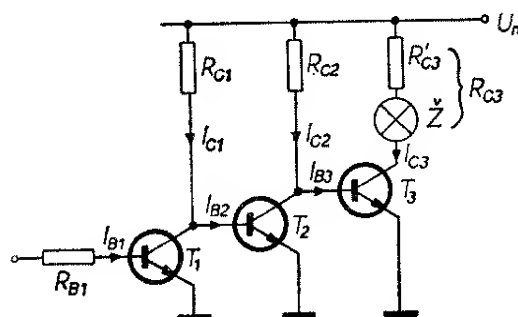 Uₙ
R_C1
R_C2
R'_C3
R_C3
Ž
I_C1
I_C2
I_C3
I_B2
I_B3
I_B1
T₁
T₂
T₃
R_B1